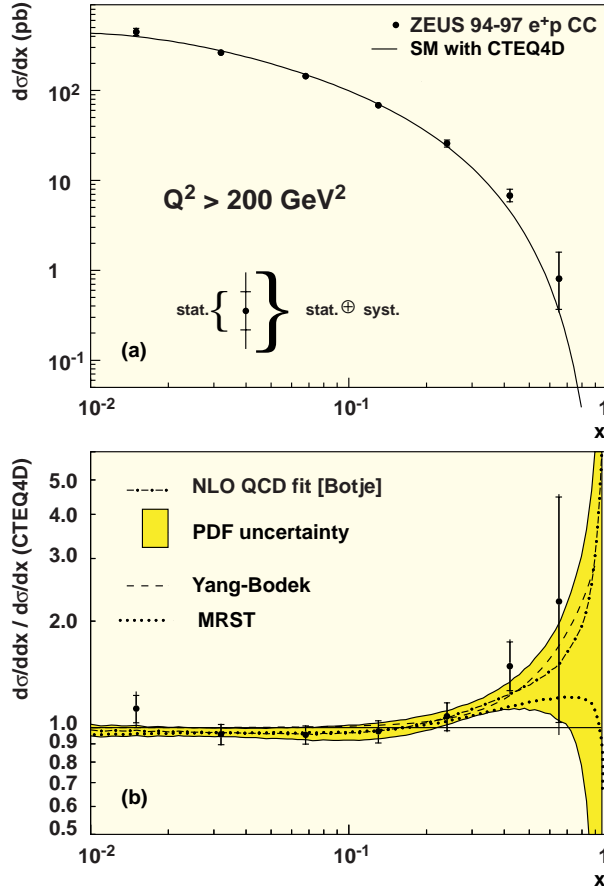 dσ/dx (pb)
ZEUS 94-97 e⁺p CC
SM with CTEQ4D
10²
10
1
10⁻¹
Q² > 200 GeV²
stat. { } stat. ⊕ syst.
(a)
10⁻² 10⁻¹ 1
x
dσ/ddx / dσ/dx (CTEQ4D)
5.0
4.0
3.0
2.0
1.0
0.9
0.8
0.7
0.6
0.5
NLO QCD fit [Botje]
PDF uncertainty
Yang-Bodek
MRST
(b)
10⁻² 10⁻¹ 1
x